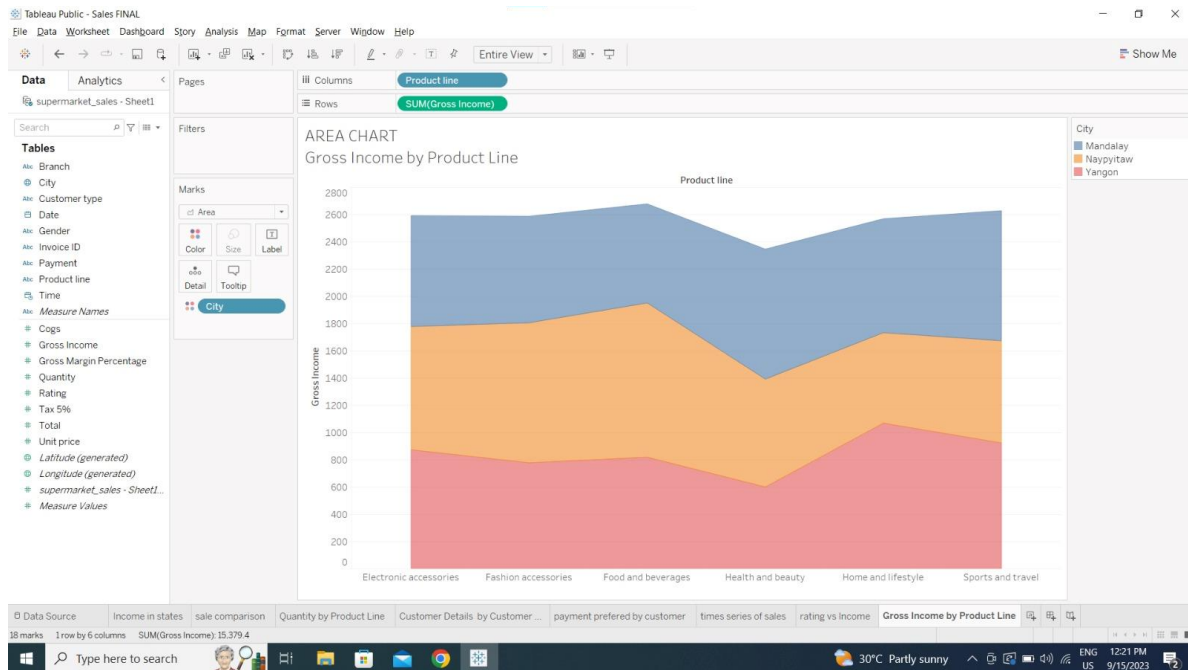 Tableau Public - Sales FINAL
File Data Worksheet Dashboard Story Analysis Map Format Server Window Help
Entire View
Show Me
Data Analytics
supermarket_sales - Sheet1
Search
Tables
Abc Branch
City
Abc Customer type
Date
Abc Gender
Abc Invoice ID
Abc Payment
Abc Product line
Time
Abc Measure Names
# Cogs
# Gross Income
# Gross Margin Percentage
# Quantity
# Rating
# Tax 5%
# Total
# Unit price
Latitude (generated)
Longitude (generated)
# supermarket_sales - Sheet1...
# Measure Values
Pages
Filters
Marks
Area
Color Size Label
Detail Tooltip
City
Columns Product line
Rows SUM(Gross Income)
AREA CHART
Gross Income by Product Line
Product line
Gross Income
2800
2600
2400
2200
2000
1800
1600
1400
1200
1000
800
600
400
200
0
Electronic accessories Fashion accessories Food and beverages Health and beauty Home and lifestyle Sports and travel
City
Mandalay
Naypyitaw
Yangon
Data Source Income in states sale comparison Quantity by Product Line Customer Details by Customer ... payment prefered by customer times series of sales rating vs Income Gross Income by Product Line
18 marks 1 row by 6 columns SUM(Gross Income): 15,379.4
Type here to search
30°C Partly sunny
ENG
US
12:21 PM
9/15/2023
2